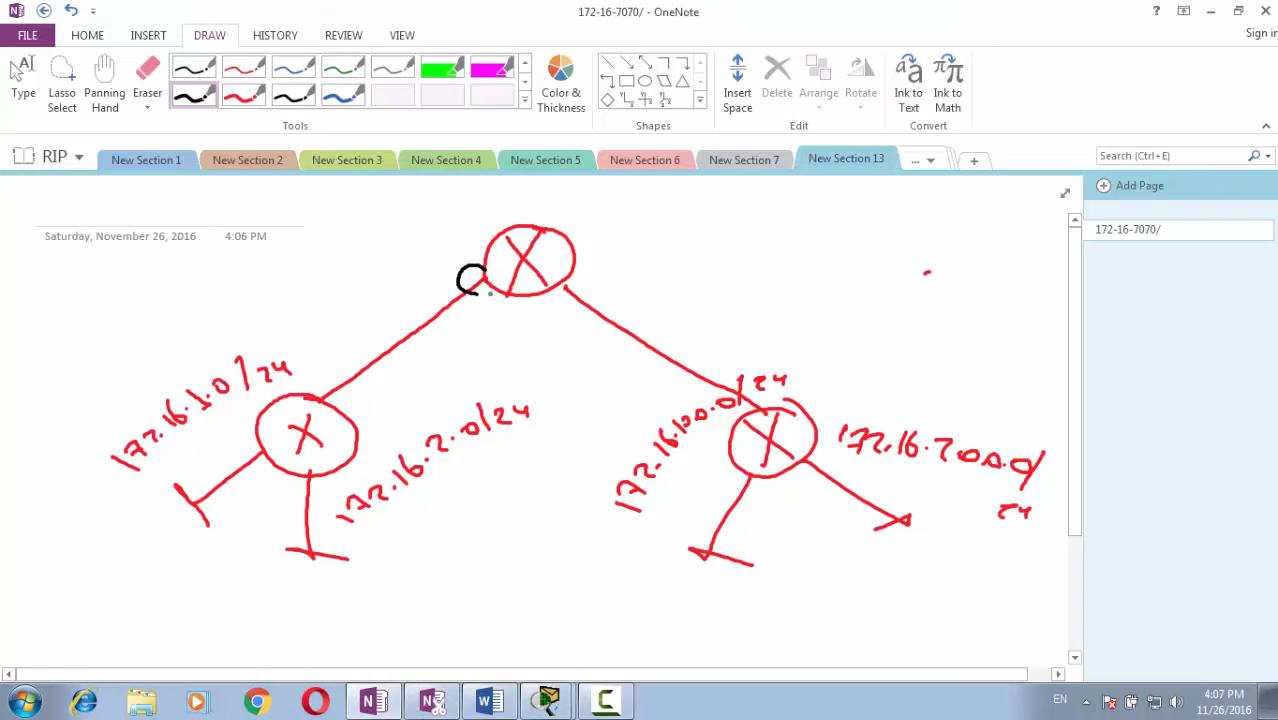 172-16-7070/ - OneNote
Sign in
FILE HOME INSERT DRAW HISTORY REVIEW VIEW
Type
Lasso Select
Panning Hand
Eraser
Color & Thickness
Insert Space
Delete
Arrange
Rotate
Ink to Text
Ink to Math
Tools
Shapes
Edit
Convert
RIP
New Section 1
New Section 2
New Section 3
New Section 4
New Section 5
New Section 6
New Section 7
New Section 13
...
Search (Ctrl+E)
Add Page
172-16-7070/
Saturday, November 26, 2016 4:06 PM
172.16.1.0/24
172.16.2.0/24
172.16.100.0/24
172.16.200.0/
24
EN
4:07 PM
11/26/2016